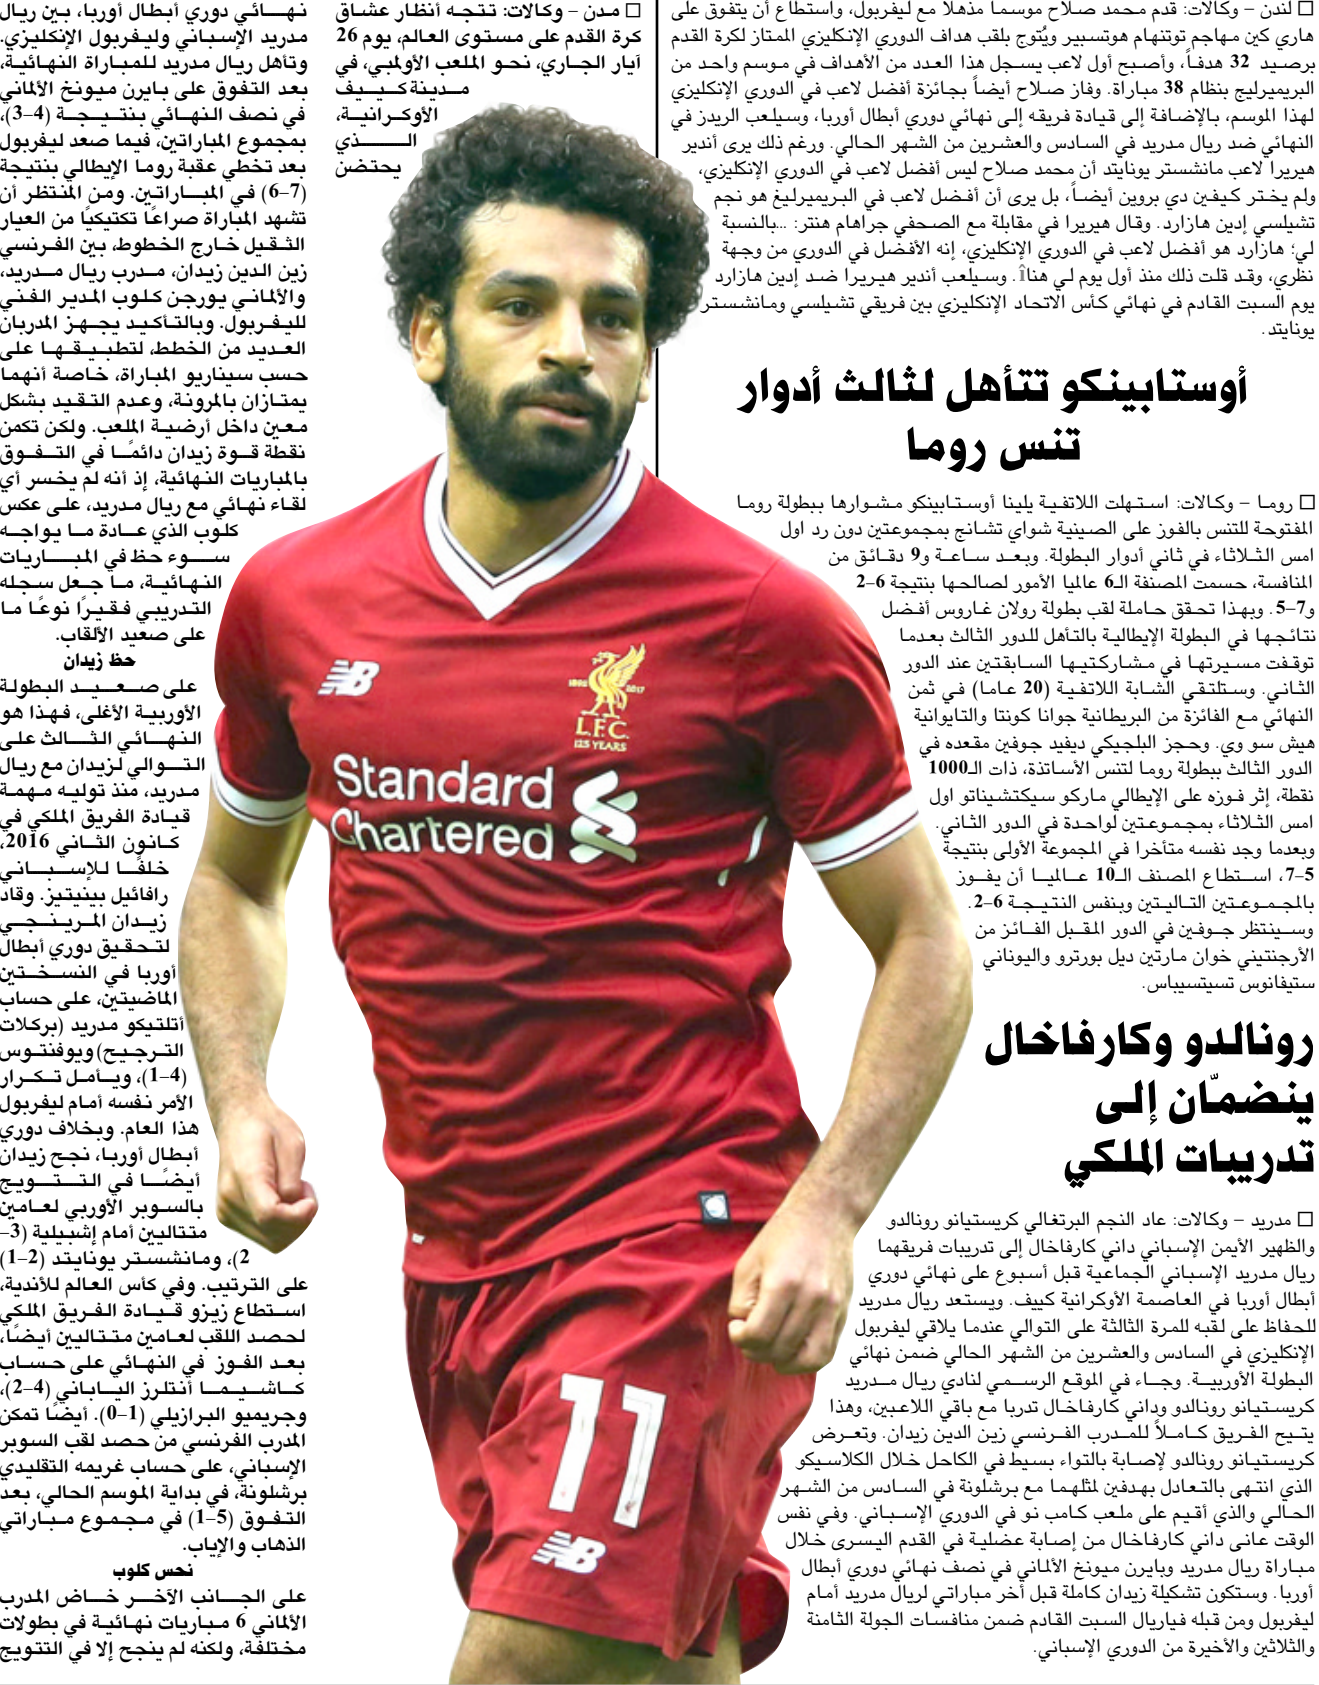 □ لندن – وكالات: قدم محمد صلاح موسما مذهلا مع ليفربول، واستطاع أن يتفوق على
هاري كين مهاجم توتنهام هوتسبير ويُتوج بلقب هداف الدوري الإنكليزي الممتاز لكرة القدم
برصيد 32 هدفاً، وأصبح أول لاعب يسجل هذا العدد من الأهداف في موسم واحد من
البريميرليج بنظام 38 مباراة. وفاز صلاح أيضاً بجائزة أفضل لاعب في الدوري الإنكليزي
لهذا الموسم، بالإضافة إلى قيادة فريقه إلى نهائي دوري أبطال أوربا، وسيلعب الريدز في
النهائي ضد ريال مدريد في السادس والعشرين من الشهر الحالي. ورغم ذلك يرى أندير
هيريرا لاعب مانشستر يونايتد أن محمد صلاح ليس أفضل لاعب في الدوري الإنكليزي،
ولم يختر كيفين دي بروين أيضاً، بل يرى أن أفضل لاعب في البريميرليغ هو نجم
تشيلسي إدين هازارد. وقال هيريرا في مقابلة مع الصحفي جراهام هنتر: ..بالنسبة
لي؛ هازارد هو أفضل لاعب في الدوري الإنكليزي، إنه الأفضل في الدوري من وجهة
نظري، وقد قلت ذلك منذ أول يوم لي هنا. وسيلعب أندير هيريرا ضد إدين هازارد
يوم السبت القادم في نهائي كأس الاتحاد الإنكليزي بين فريقي تشيلسي ومانشستر
يونايتد.
أوستابينكو تتأهل لثالث أدوار
تنس روما
□ روما – وكالات: استهلت اللاتفية يلينا أوستابينكو مشوارها ببطولة روما
المفتوحة للتنس بالفوز على الصينية شواي تشانج بمجموعتين دون رد اول
امس الثلاثاء في ثاني أدوار البطولة. وبعد ساعة و9 دقائق من
المنافسة، حسمت المصنفة الـ6 عالميا الأمور لصالحها بنتيجة 6–2
و7–5. وبهذا تحقق حاملة لقب بطولة رولان غاروس أفضل
نتائجها في البطولة الإيطالية بالتأهل للدور الثالث بعدما
توقفت مسيرتها في مشاركتيها السابقتين عند الدور
الثاني. وستلتقي الشابة اللاتفية (20 عاما) في ثمن
النهائي مع الفائزة من البريطانية جوانا كونتا والتايوانية
هيش سو وي. وحجز البلجيكي ديفيد جوفين مقعده في
الدور الثالث ببطولة روما لتنس الأساتذة، ذات الـ1000
نقطة، إثر فوزه على الإيطالي ماركو سيكتشيناتو اول
امس الثلاثاء بمجموعتين لواحدة في الدور الثاني.
وبعدما وجد نفسه متأخرا في المجموعة الأولى بنتيجة
5–7، استطاع المصنف الـ10 عالميا أن يفوز
بالمجموعتين التاليتين وبنفس النتيجة 6–2.
وسينتظر جوفين في الدور المقبل الفائز من
الأرجنتيني خوان مارتين ديل بورترو واليوناني
ستيفانوس تسيتسيباس.
رونالدو وكارفاخال
ينضمّان إلى
تدريبات الملكي
□ مدريد – وكالات: عاد النجم البرتغالي كريستيانو رونالدو
والظهير الأيمن الإسباني داني كارفاخال إلى تدريبات فريقهما
ريال مدريد الإسباني الجماعية قبل أسبوع على نهائي دوري
أبطال أوربا في العاصمة الأوكرانية كييف. ويستعد ريال مدريد
للحفاظ على لقبه للمرة الثالثة على التوالي عندما يلاقي ليفربول
الإنكليزي في السادس والعشرين من الشهر الحالي ضمن نهائي
البطولة الأوربية. وجاء في الموقع الرسمي لنادي ريال مدريد
كريستيانو رونالدو وداني كارفاخال تدربا مع باقي اللاعبين، وهذا
يتيح الفريق كاملاً للمدرب الفرنسي زين الدين زيدان. وتعرض
كريستيانو رونالدو لإصابة بالتواء بسيط في الكاحل خلال الكلاسيكو
الذي انتهى بالتعادل بهدفين لمثلهما مع برشلونة في السادس من الشهر
الحالي والذي أقيم على ملعب كامب نو في الدوري الإسباني. وفي نفس
الوقت عانى داني كارفاخال من إصابة عضلية في القدم اليسرى خلال
مباراة ريال مدريد وبايرن ميونخ الألماني في نصف نهائي دوري أبطال
أوربا. وستكون تشكيلة زيدان كاملة قبل أخر مباراتي لريال مدريد أمام
ليفربول ومن قبله فياريال السبت القادم ضمن منافسات الجولة الثامنة
والثلاثين والأخيرة من الدوري الإسباني.
□ مدن – وكالات: تتجه أنظار عشاق
كرة القدم على مستوى العالم، يوم 26
أيار الجاري، نحو الملعب الأولمبي، في
مدينة كييف
الأوكرانية،
الذي
يحتضن
نهائي دوري أبطال أوربا، بين ريال
مدريد الإسباني وليفربول الإنكليزي.
وتأهل ريال مدريد للمباراة النهائية،
بعد التفوق على بايرن ميونخ الألماني
في نصف النهائي بنتيجة (4–3)،
بمجموع المباراتين، فيما صعد ليفربول
بعد تخطي عقبة روما الإيطالي بنتيجة
(7–6) في المباراتين. ومن المنتظر أن
تشهد المباراة صراعًا تكتيكيًا من العيار
الثقيل خارج الخطوط، بين الفرنسي
زين الدين زيدان، مدرب ريال مدريد،
والألماني يورجن كلوب المدير الفني
لليفربول. وبالتأكيد يجهز المدربان
العديد من الخطط، لتطبيقها على
حسب سيناريو المباراة، خاصة أنهما
يمتازان بالمرونة، وعدم التقيد بشكل
معين داخل أرضية الملعب. ولكن تكمن
نقطة قوة زيدان دائمًا في التفوق
بالمباريات النهائية، إذ أنه لم يخسر أي
لقاء نهائي مع ريال مدريد، على عكس
كلوب الذي عادة ما يواجه
سوء حظ في المباريات
النهائية، ما جعل سجله
التدريبي فقيرًا نوعًا ما
على صعيد الألقاب.
حظ زيدان
على صعيد البطولة
الأوربية الأغلى، فهذا هو
النهائي الثالث على
التوالي لزيدان مع ريال
مدريد، منذ توليه مهمة
قيادة الفريق الملكي في
كانون الثاني 2016،
خلفًا للإسباني
رافائيل بينيتيز. وقاد
زيدان المرينجي
لتحقيق دوري أبطال
أوربا في النسختين
الماضيتين، على حساب
أتلتيكو مدريد (بركلات
الترجيح) ويوفنتوس
(4–1)، ويأمل تكرار
الأمر نفسه أمام ليفربول
هذا العام. وبخلاف دوري
أبطال أوربا، نجح زيدان
أيضًا في التتويج
بالسوبر الأوربي لعامين
متتاليين أمام إشبيلية (3–
2)، ومانشستر يونايتد (2–1)
على الترتيب. وفي كأس العالم للأندية،
استطاع زيزو قيادة الفريق الملكي
لحصد اللقب لعامين متتاليين أيضًا،
بعد الفوز في النهائي على حساب
كاشيما أنتلرز الياباني (4–2)،
وجريميو البرازيلي (1–0). أيضًا تمكن
المدرب الفرنسي من حصد لقب السوبر
الإسباني، على حساب غريمه التقليدي
برشلونة، في بداية الموسم الحالي، بعد
التفوق (5–1) في مجموع مباراتي
الذهاب والإياب.
نحس كلوب
على الجانب الآخر خاض المدرب
الألماني 6 مباريات نهائية في بطولات
مختلفة، ولكنه لم ينجح إلا في التتويج
NB
1892 2017
L.F.C.
125 YEARS
Standard
Chartered
11
NB